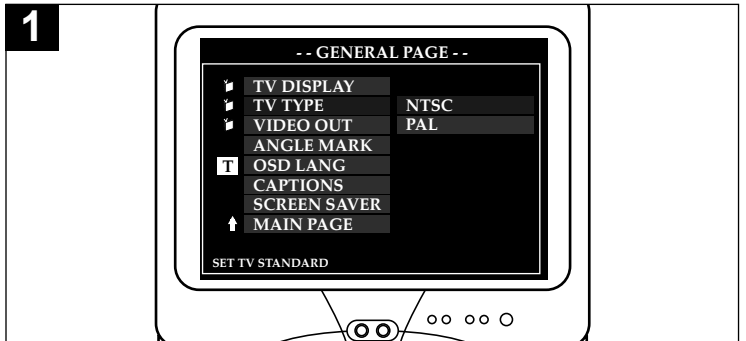 1
- - GENERAL PAGE - -
TV DISPLAY
TV TYPE NTSC
VIDEO OUT PAL
ANGLE MARK
T OSD LANG
CAPTIONS
SCREEN SAVER
MAIN PAGE
SET TV STANDARD